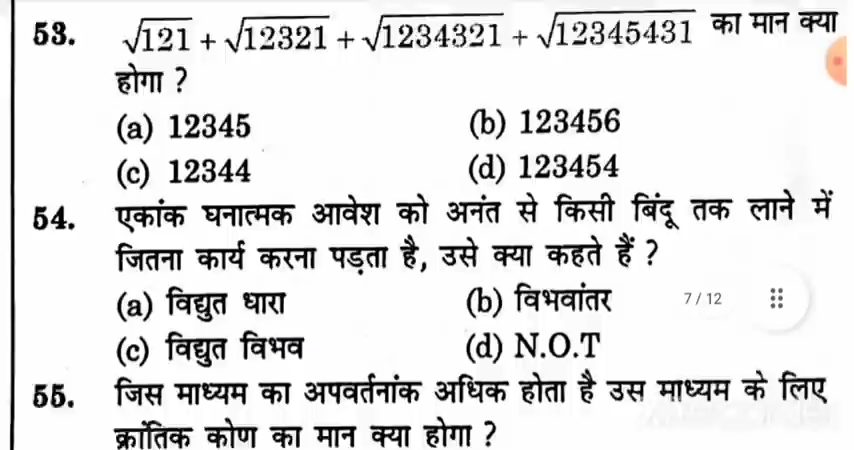 53. √121 + √12321 + √1234321 + √12345431 का मान क्या
होगा ?
(a) 12345 (b) 123456
(c) 12344 (d) 123454
54. एकांक घनात्मक आवेश को अनंत से किसी बिंदू तक लाने में
जितना कार्य करना पड़ता है, उसे क्या कहते हैं ?
(a) विद्युत धारा (b) विभवांतर
7 / 12
(c) विद्युत विभव (d) N.O.T
55. जिस माध्यम का अपवर्तनांक अधिक होता है उस माध्यम के लिए
क्रांतिक कोण का मान क्या होगा ?